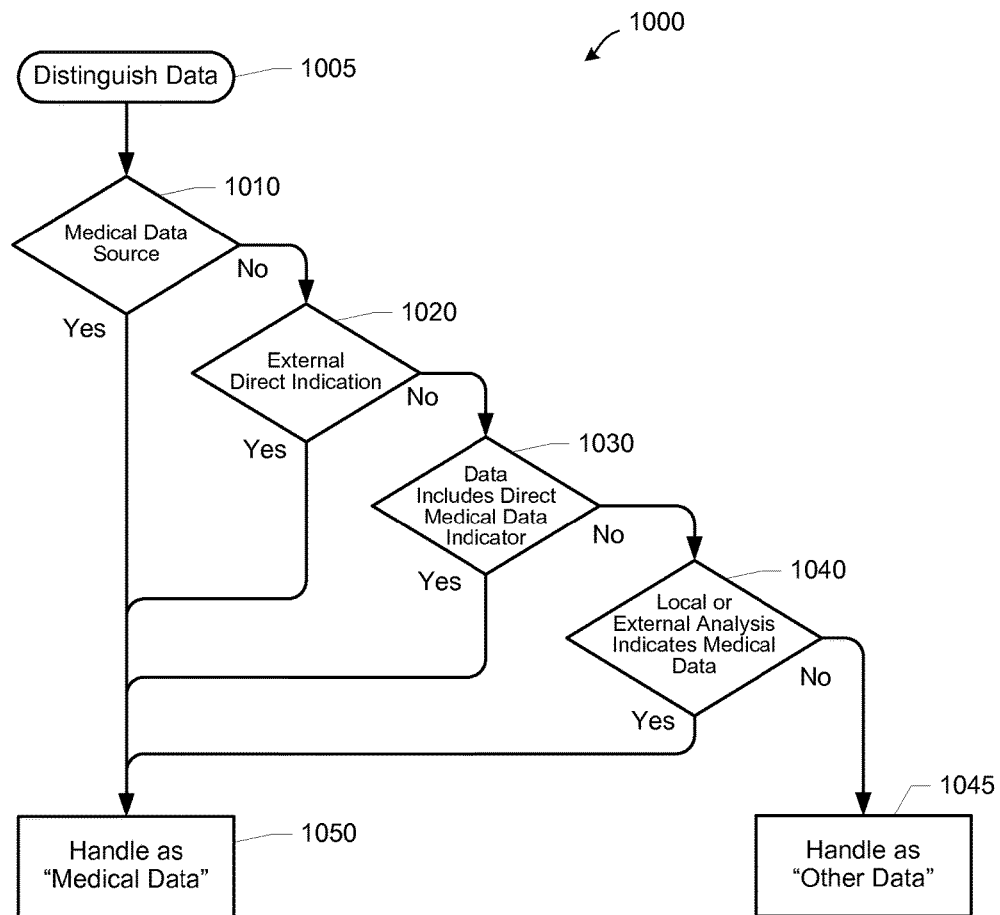 1000
Distinguish Data
1005
1010
Medical Data
Source
No
Yes
1020
External
Direct Indication
No
Yes
1030
Data
Includes Direct
Medical Data
Indicator
No
Yes
1040
Local or
External Analysis
Indicates Medical
Data
No
Yes
1050
Handle as
“Medical Data”
1045
Handle as
“Other Data”